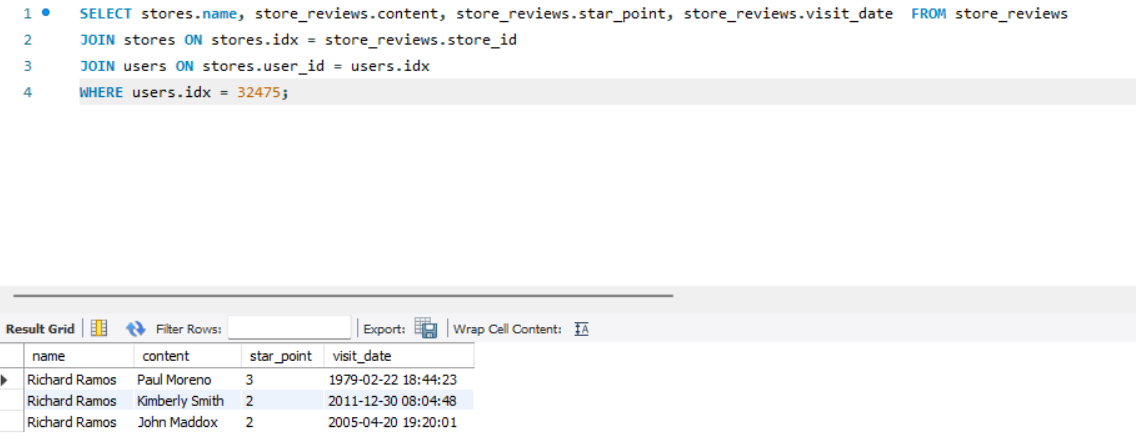 1 SELECT stores.name, store_reviews.content, store_reviews.star_point, store_reviews.visit_date  FROM store_reviews
2 JOIN stores ON stores.idx = store_reviews.store_id
3 JOIN users ON stores.user_id = users.idx
4 WHERE users.idx = 32475;
Result Grid Filter Rows: Export: Wrap Cell Content: IA
name content star_point visit_date
Richard Ramos Paul Moreno 3 1979-02-22 18:44:23
Richard Ramos Kimberly Smith 2 2011-12-30 08:04:48
Richard Ramos John Maddox 2 2005-04-20 19:20:01